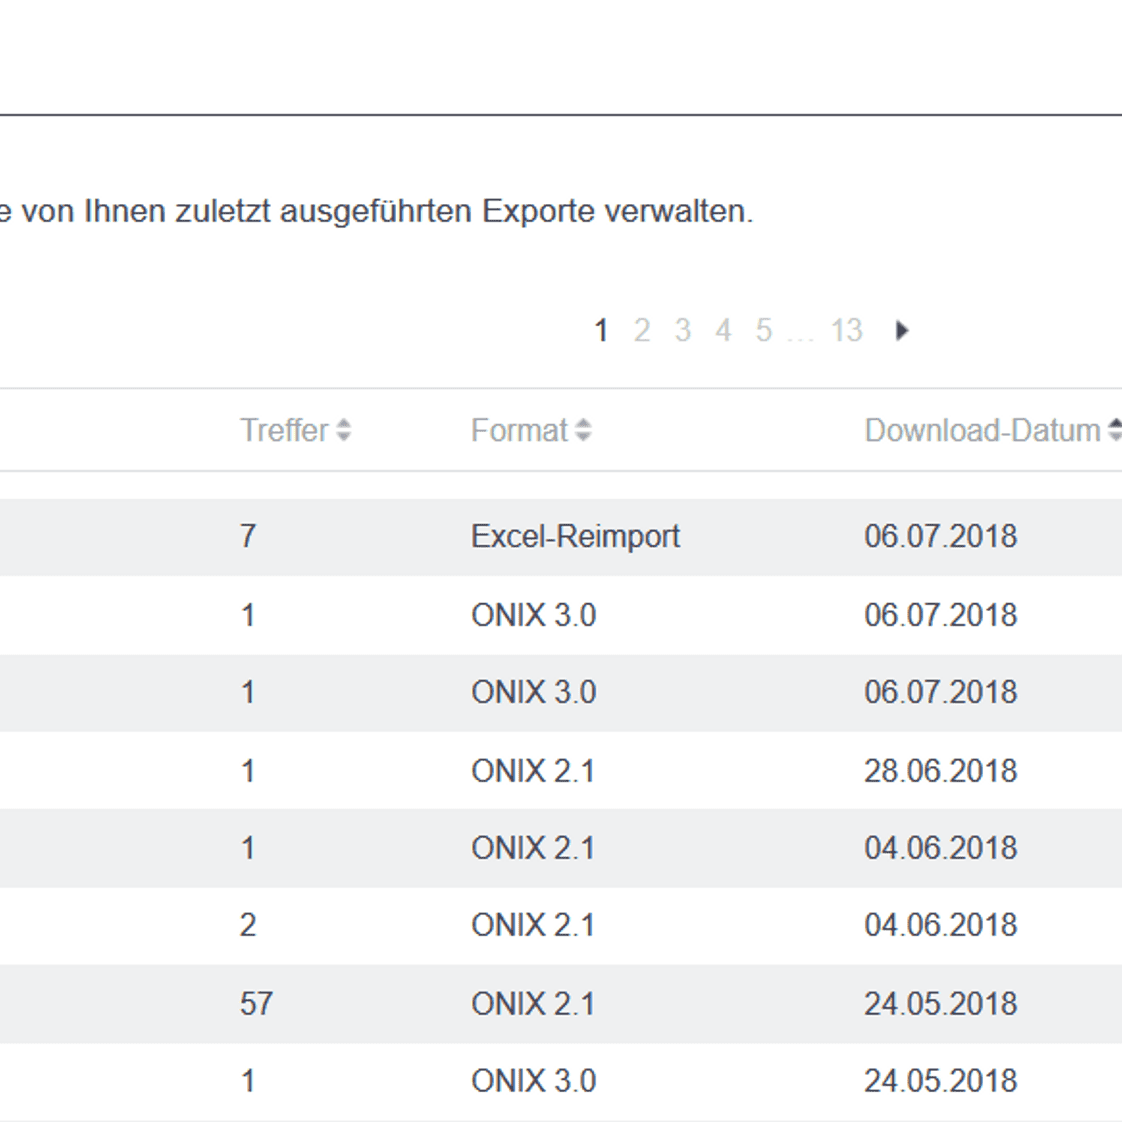 e von Ihnen zuletzt ausgeführten Exporte verwalten.
1 2 3 4 5 ... 13
Treffer Format Download-Datum
7 Excel-Reimport 06.07.2018
1 ONIX 3.0 06.07.2018
1 ONIX 3.0 06.07.2018
1 ONIX 2.1 28.06.2018
1 ONIX 2.1 04.06.2018
2 ONIX 2.1 04.06.2018
57 ONIX 2.1 24.05.2018
1 ONIX 3.0 24.05.2018